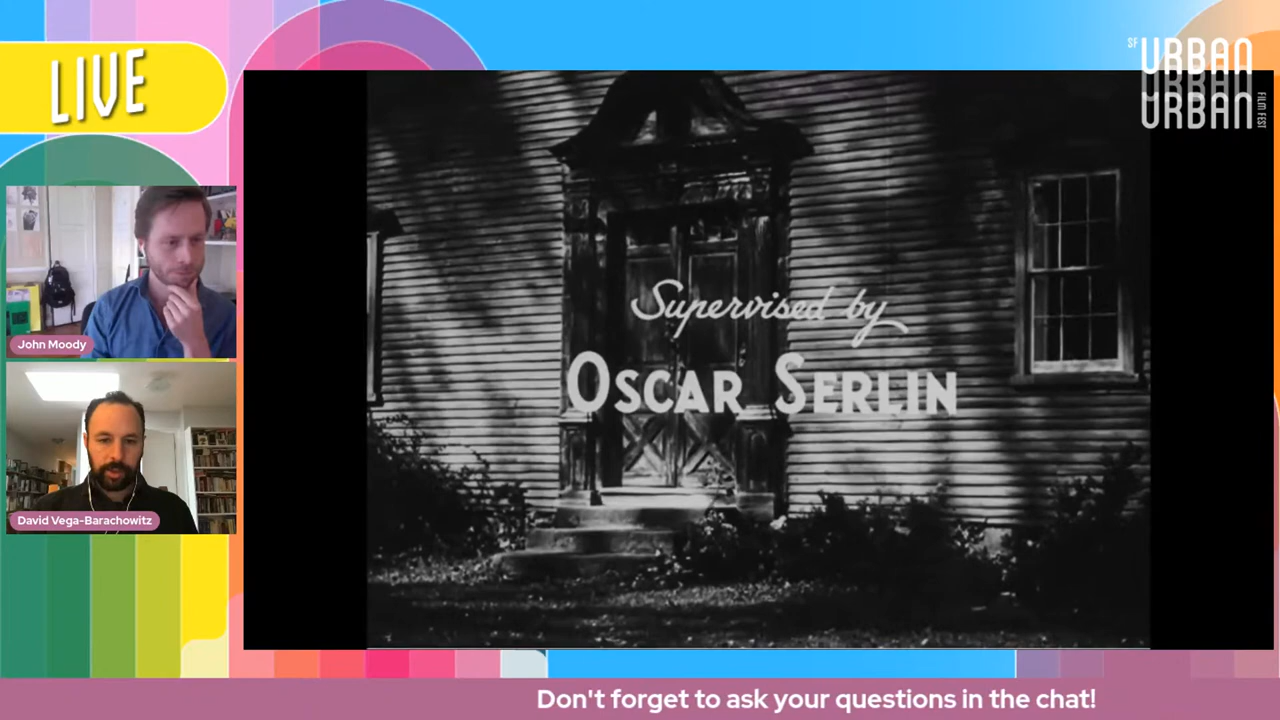 LIVE
SF
URBAN
URBAN
URBAN
FILM FEST
John Moody
David Vega-Barachowitz
Supervised by
OSCAR SERLIN
Don't forget to ask your questions in the chat!